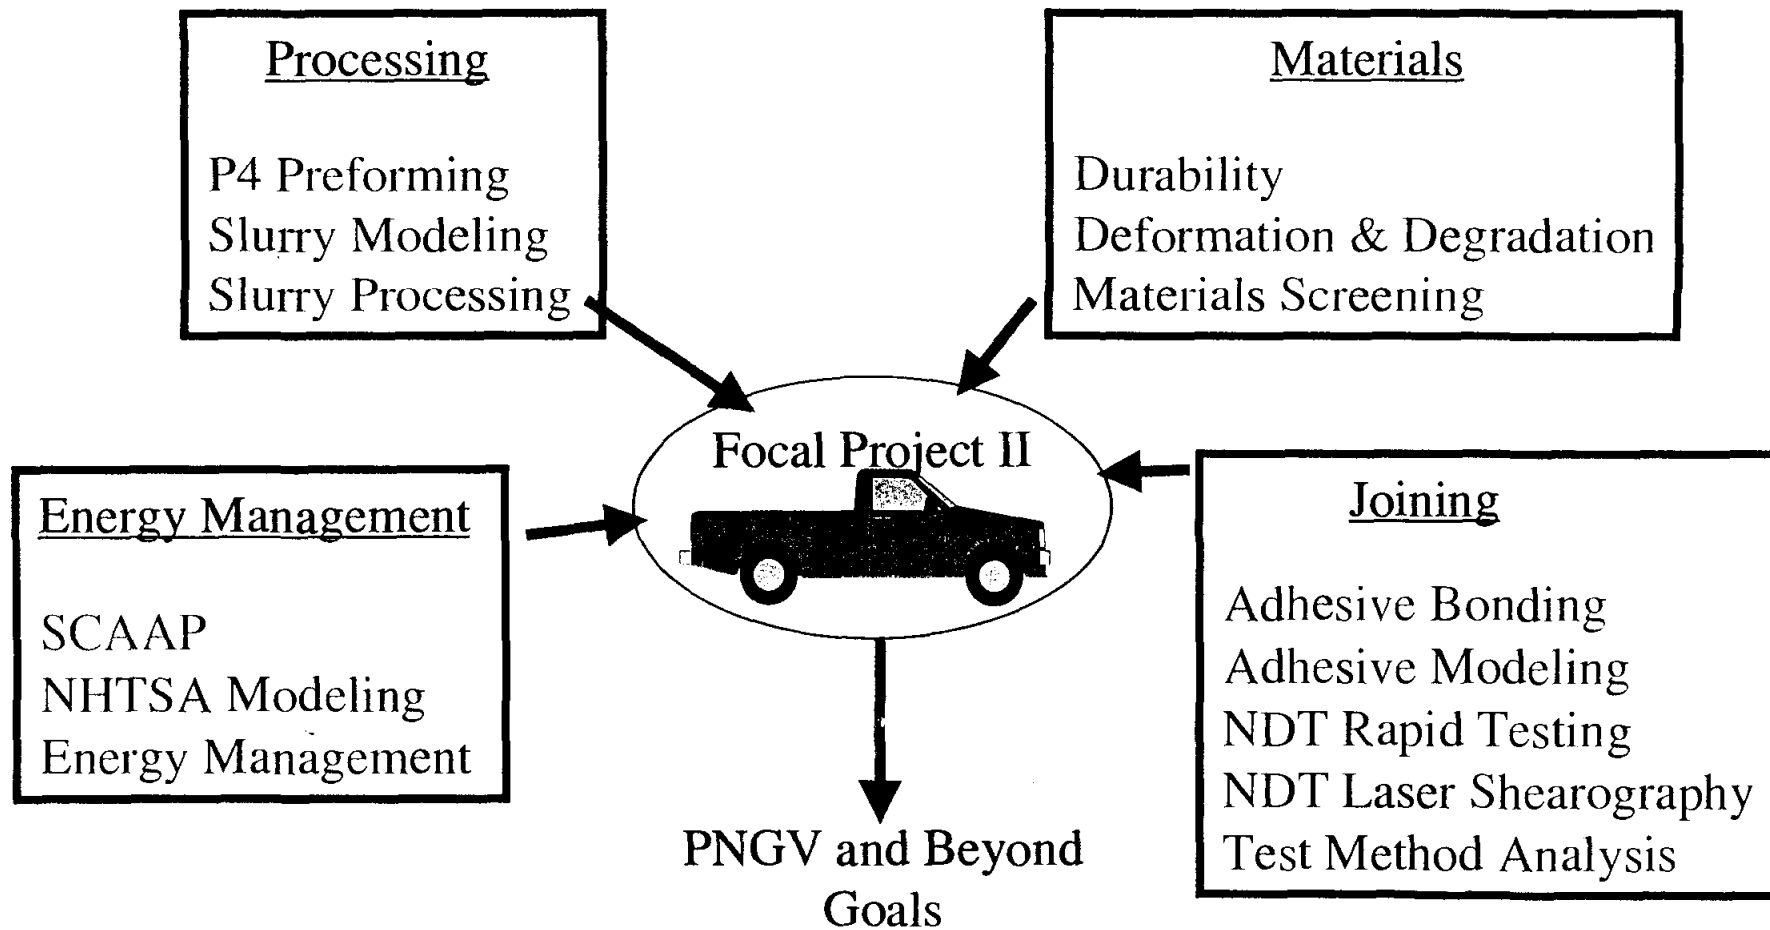 Processing
P4 Preforming
Slurry Modeling
Slurry Processing
Materials
Durability
Deformation & Degradation
Materials Screening
Focal Project II
Energy Management
SCAAP
NHTSA Modeling
Energy Management
Joining
Adhesive Bonding
Adhesive Modeling
NDT Rapid Testing
NDT Laser Shearography
Test Method Analysis
PNGV and Beyond
Goals